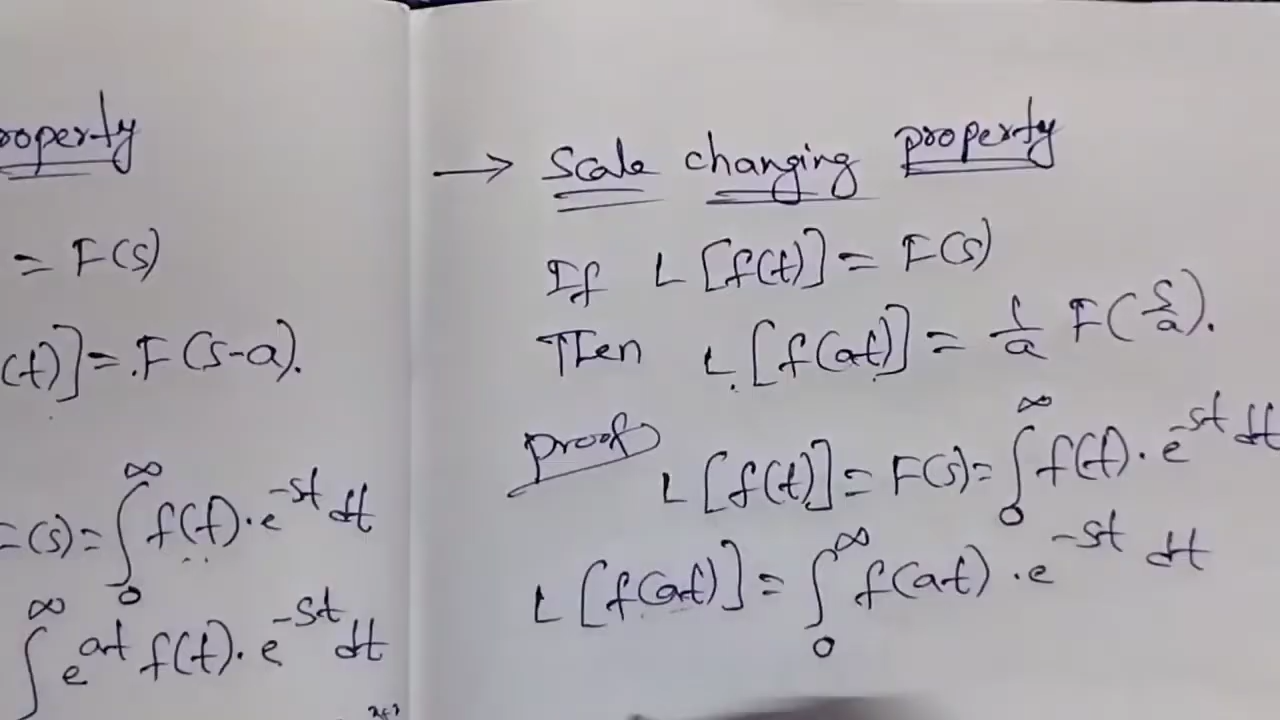 roperty
= F(s)
(t)] = F(s-a).
=(s) = ∫₀^∞ f(t)·e^-st dt
∫^∞ e^at f(t)·e^-st dt
→ Scale changing property
If L[f(t)] = F(s)
Then L[f(at)] = 1/a F(s/a).
Proof L[f(t)] = F(s) = ∫₀^∞ f(t)·e^-st dt
L[f(at)] = ∫₀^∞ f(at)·e^-st dt